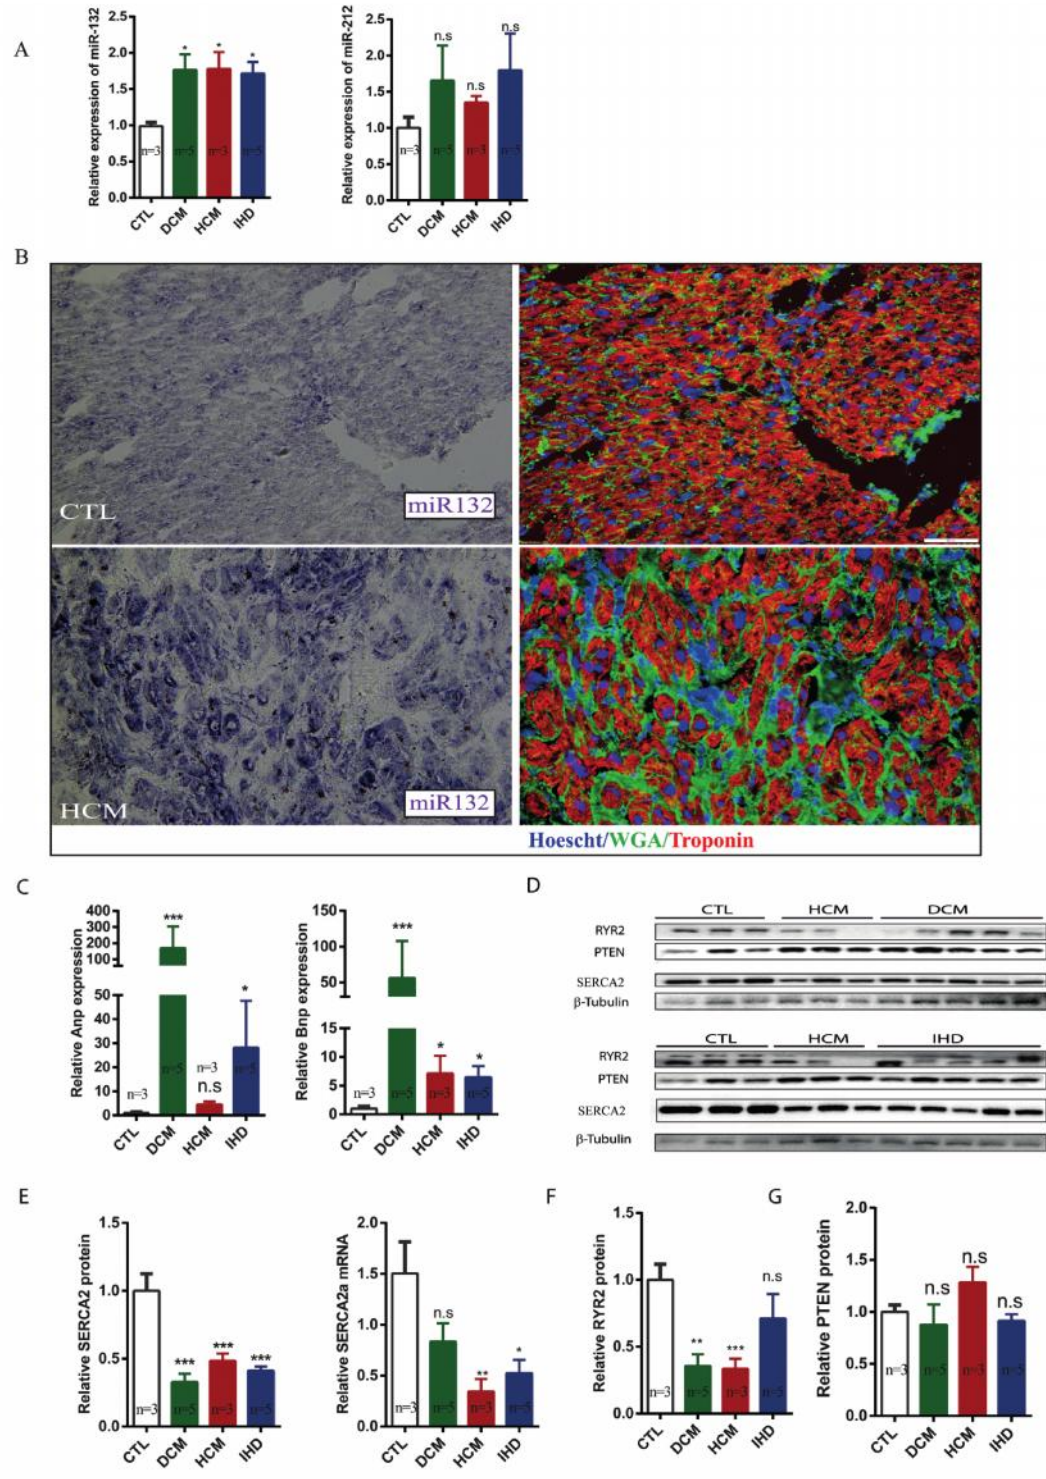 A
Relative expression of miR-132
2.5
2.0
1.5
1.0
0.5
0.0
* * *
n=3 n=5 n=3 n=5
CTL DCM HCM IHD
Relative expression of miR-212
2.5
2.0
1.5
1.0
0.5
0.0
n.s n.s n.s
n=3 n=5 n=3 n=5
CTL DCM HCM IHD
B
CTL miR132
HCM miR132
Hoescht/WGA/Troponin
C
Relative Anp expression
400
300
200
100
50
40
30
20
10
0
*** n.s *
n=3 n=5 n=3 n=5
CTL DCM HCM IHD
Relative Bnp expression
150
100
50
15
10
5
0
*** * *
n=3 n=5 n=3 n=5
CTL DCM HCM IHD
D
CTL HCM DCM
RYR2
PTEN
SERCA2
β-Tubulin
CTL HCM IHD
RYR2
PTEN
SERCA2
β-Tubulin
E
Relative SERCA2 protein
1.5
1.0
0.5
0.0
*** *** ***
n=3 n=5 n=3 n=5
CTL DCM HCM IHD
Relative SERCA2a mRNA
2.0
1.5
1.0
0.5
0.0
n.s ** *
n=3 n=5 n=3 n=5
CTL DCM HCM IHD
F
Relative RYR2 protein
1.5
1.0
0.5
0.0
** *** n.s
n=3 n=5 n=3 n=5
CTL DCM HCM IHD
G
Relative PTEN protein
2.0
1.5
1.0
0.5
0.0
n.s n.s n.s
n=3 n=5 n=3 n=5
CTL DCM HCM IHD